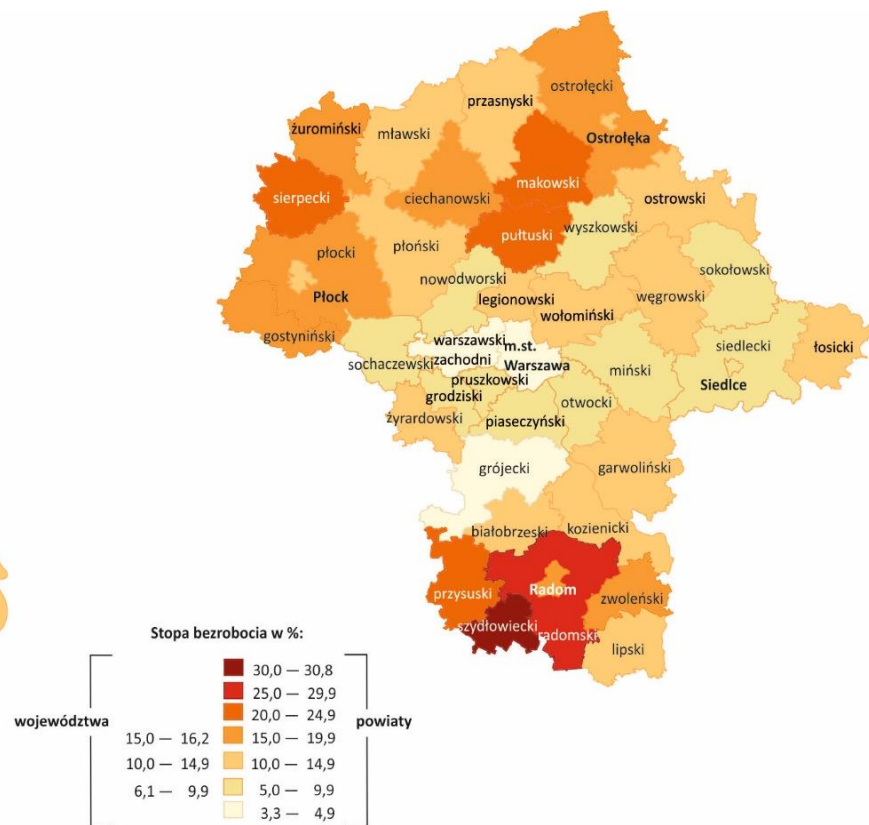 ostrołęcki
przasnyski
żuromiński
mławski
Ostrołęka
makowski
sierpecki
ciechanowski
ostrowski
pułtuski
wyszkowski
płocki
płoński
sokołowski
nowodworski
Płock
legionowski
węgrowski
wołomiński
gostyniński
warszawski
zachodni
m.st.
Warszawa
siedlecki
łosicki
sochaczewski
miński
pruszkowski
Siedlce
grodziski
otwocki
żyrardowski
piaseczyński
grójecki
garwoliński
białobrzeski
kozienicki
Radom
przysuski
zwoleński
szydłowiecki
radomski
lipski
Stopa bezrobocia w %:
30,0 — 30,8
25,0 — 29,9
województwa
20,0 — 24,9
powiaty
15,0 — 16,2 15,0 — 19,9
10,0 — 14,9 10,0 — 14,9
6,1 — 9,9 5,0 — 9,9
3,3 — 4,9